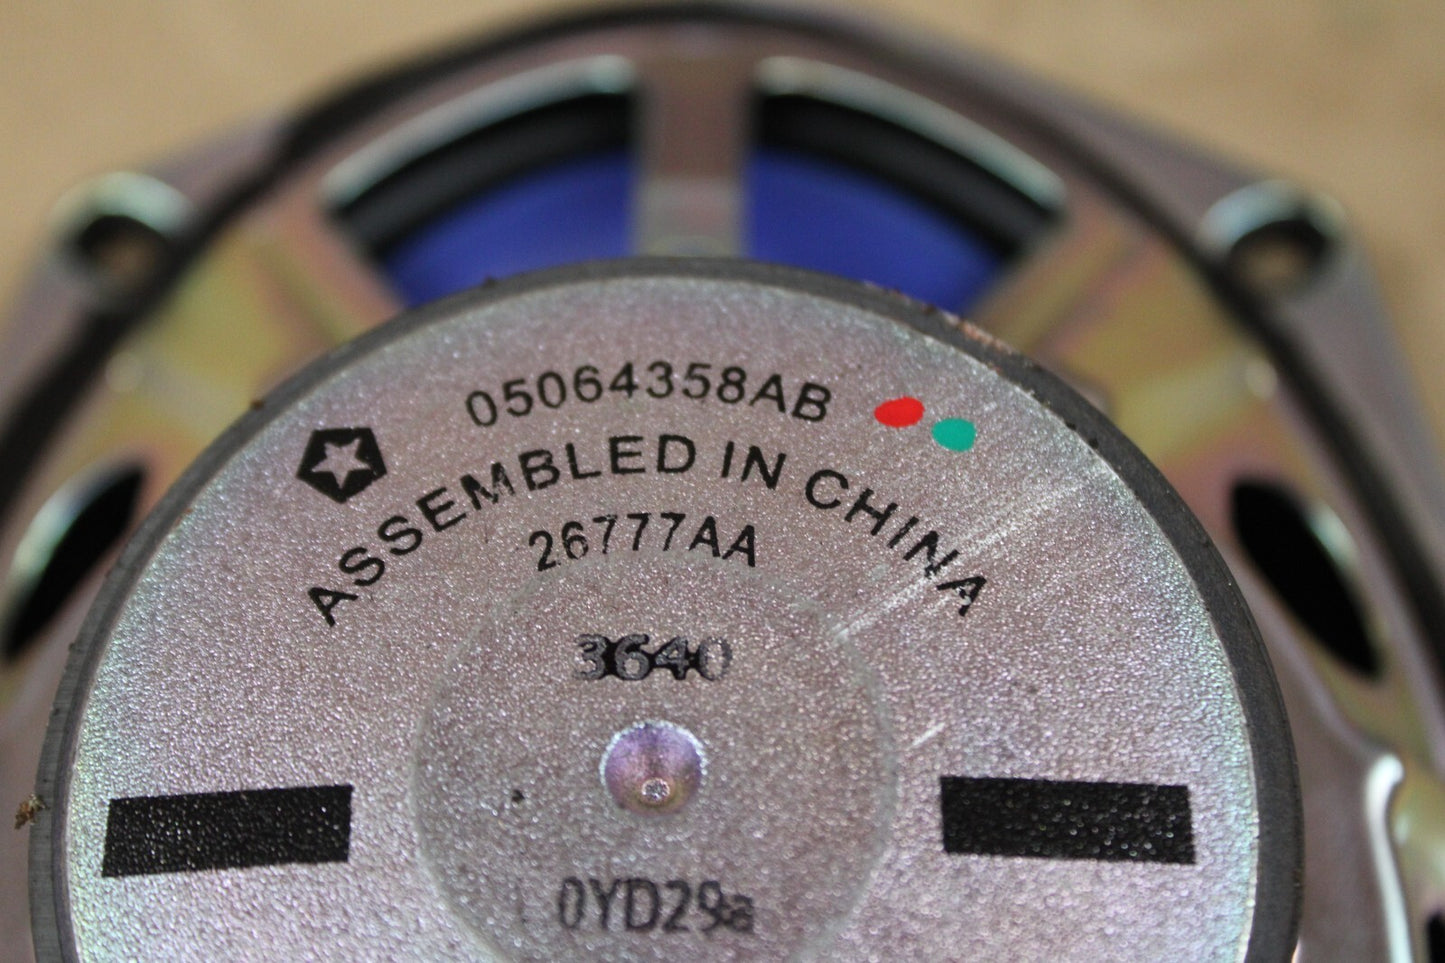 05064358AB
ASSEMBLED IN CHINA
26777AA
3640
0YD29a